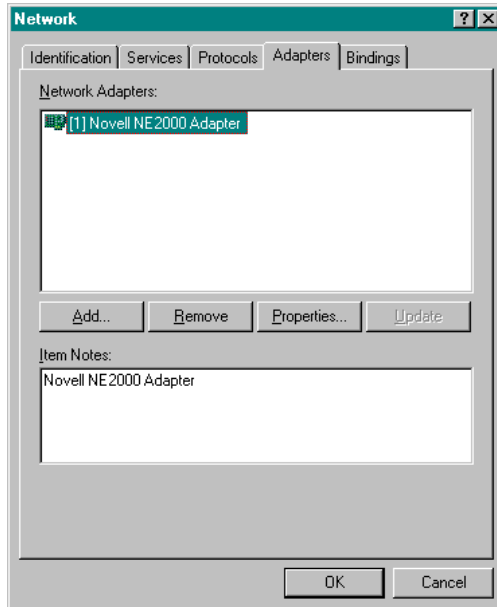 Network
Identification Services Protocols Adapters Bindings
Network Adapters:
[1] Novell NE2000 Adapter
Add... Remove Properties... Update
Item Notes:
Novell NE2000 Adapter
OK Cancel